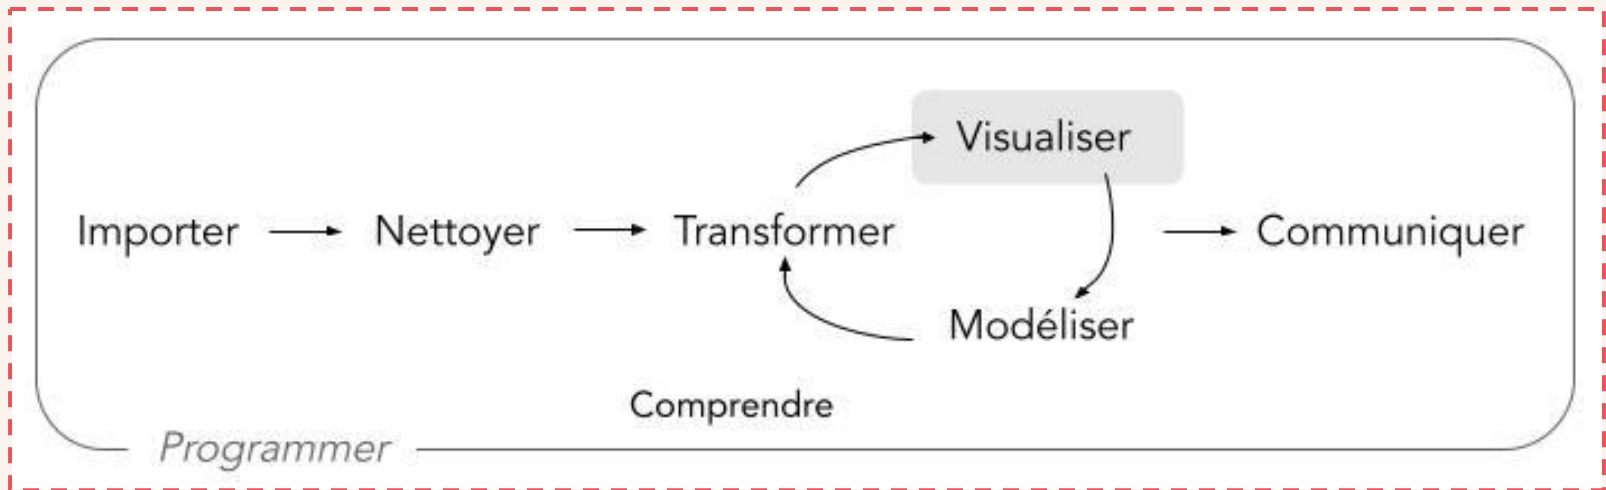 Visualiser
Importer Nettoyer Transformer Communiquer
Modéliser
Comprendre
Programmer